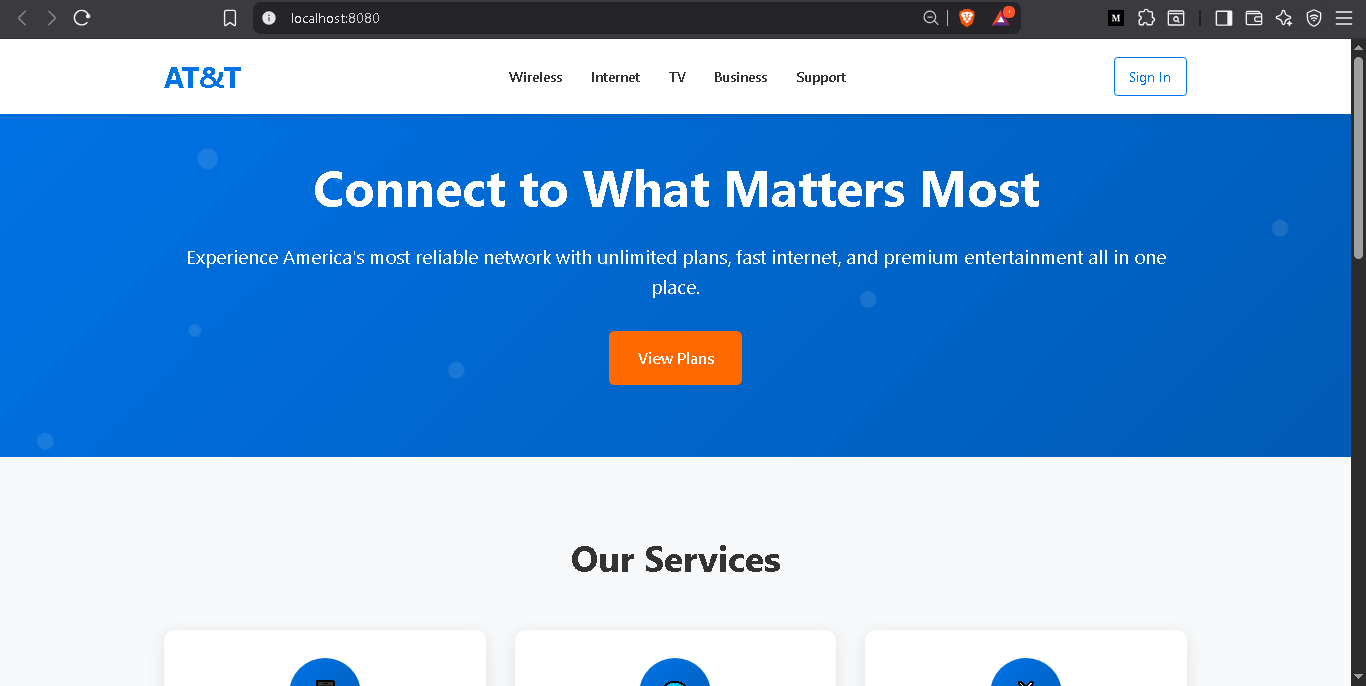 localhost:8080
M
AT&T
Wireless Internet TV Business Support
Sign In
Connect to What Matters Most
Experience America's most reliable network with unlimited plans, fast internet, and premium entertainment all in one
place.
View Plans
Our Services